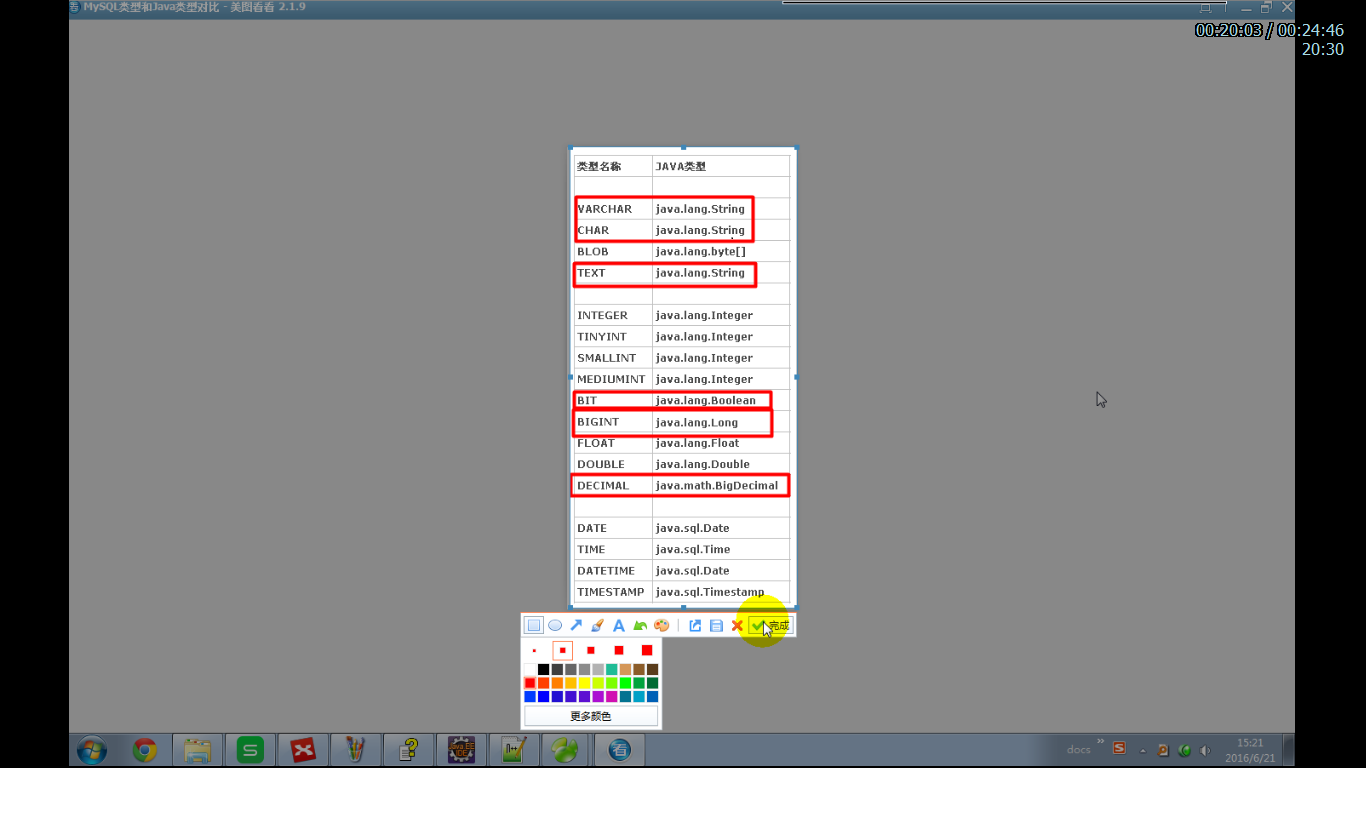 MySQL类型和Java类型对比 - 美图看看 2.1.9
00:20:03 / 00:24:46
20:30
类型名称 JAVA类型
VARCHAR java.lang.String
CHAR java.lang.String
BLOB java.lang.byte[]
TEXT java.lang.String
INTEGER java.lang.Integer
TINYINT java.lang.Integer
SMALLINT java.lang.Integer
MEDIUMINT java.lang.Integer
BIT java.lang.Boolean
BIGINT java.lang.Long
FLOAT java.lang.Float
DOUBLE java.lang.Double
DECIMAL java.math.BigDecimal
DATE java.sql.Date
TIME java.sql.Time
DATETIME java.sql.Date
TIMESTAMP java.sql.Timestamp
A 完成
更多颜色
S Java EE IDE 看 docs » S 15:21
2016/6/21